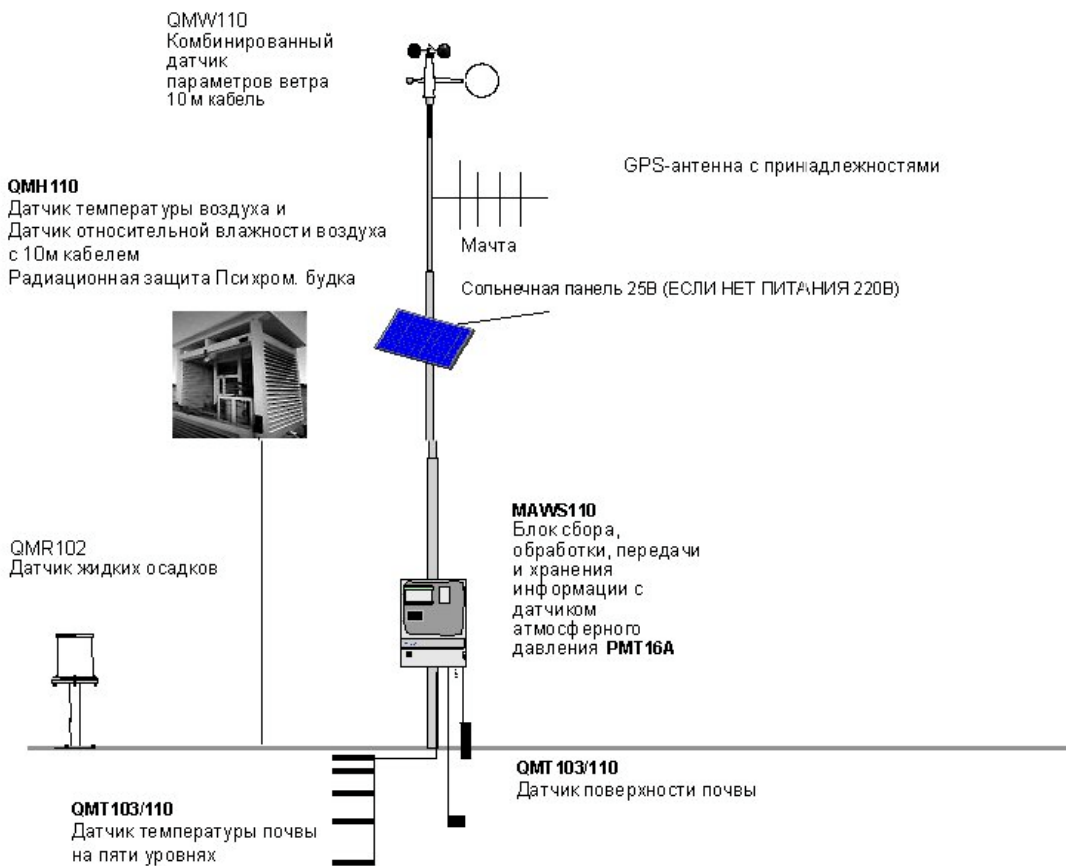 QMW110
Комбинированный
датчик
параметров ветра
10 м кабель
GPS-антенна с принадлежностями
QMH110
Датчик температуры воздуха и
Датчик относительной влажности воздуха
с 10м кабелем
Радиационная защита Психром. будка
Мачта
Сольнечная панель 25В (ЕСЛИ НЕТ ПИТАНИЯ 220В)
MAWS110
Блок сбора,
обработки, передачи
и хранения
информации с
датчиком
атмосферного
давления PMT16A
QMR102
Датчик жидких осадков
QMT103/110
Датчик поверхности почвы
QMT103/110
Датчик температуры почвы
на пяти уровнях